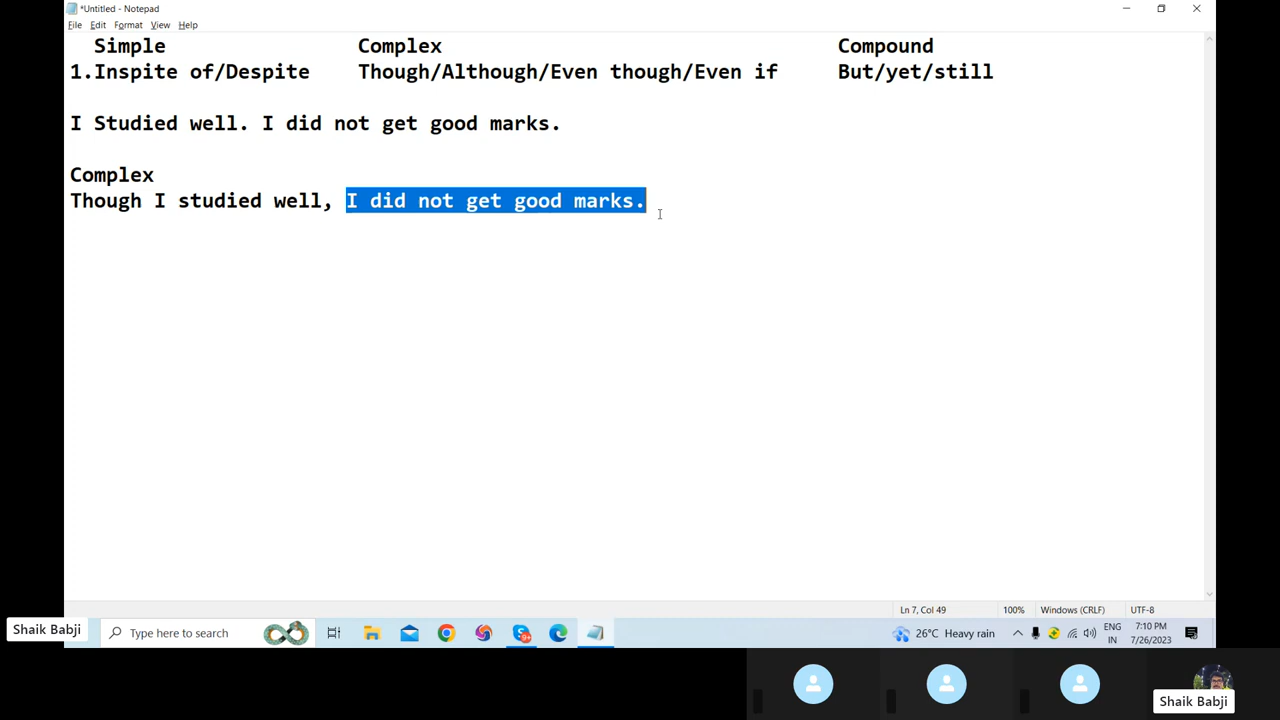 *Untitled - Notepad
File Edit Format View Help
Simple Complex Compound
1.Inspite of/Despite Though/Although/Even though/Even if But/yet/still
I Studied well. I did not get good marks.
Complex
Though I studied well, I did not get good marks.
Ln 7, Col 49 100% Windows (CRLF) UTF-8
Shaik Babji
Type here to search
26°C Heavy rain
ENG
IN
7:10 PM
7/26/2023
Shaik Babji